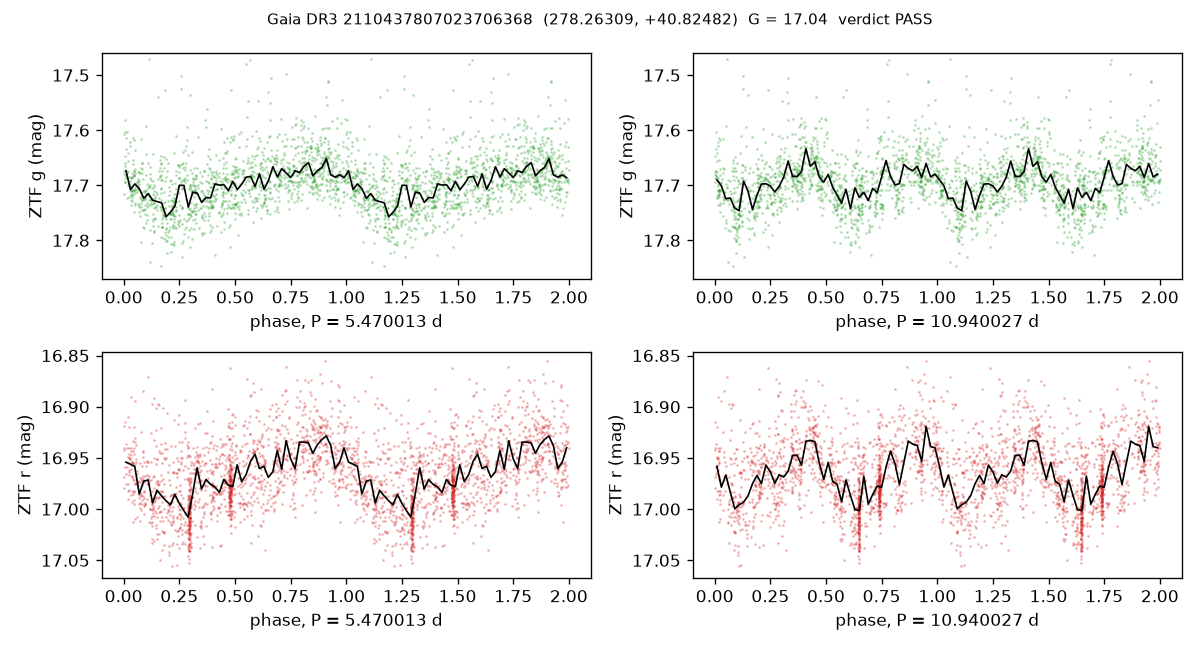 Gaia DR3 2110437807023706368 (278.26309, +40.82482) G = 17.04 verdict PASS
ZTF g (mag)
17.5
17.6
17.7
17.8
0.00 0.25 0.50 0.75 1.00 1.25 1.50 1.75 2.00
phase, P = 5.470013 d
ZTF g (mag)
17.5
17.6
17.7
17.8
0.00 0.25 0.50 0.75 1.00 1.25 1.50 1.75 2.00
phase, P = 10.940027 d
ZTF r (mag)
16.85
16.90
16.95
17.00
17.05
0.00 0.25 0.50 0.75 1.00 1.25 1.50 1.75 2.00
phase, P = 5.470013 d
ZTF r (mag)
16.85
16.90
16.95
17.00
17.05
0.00 0.25 0.50 0.75 1.00 1.25 1.50 1.75 2.00
phase, P = 10.940027 d